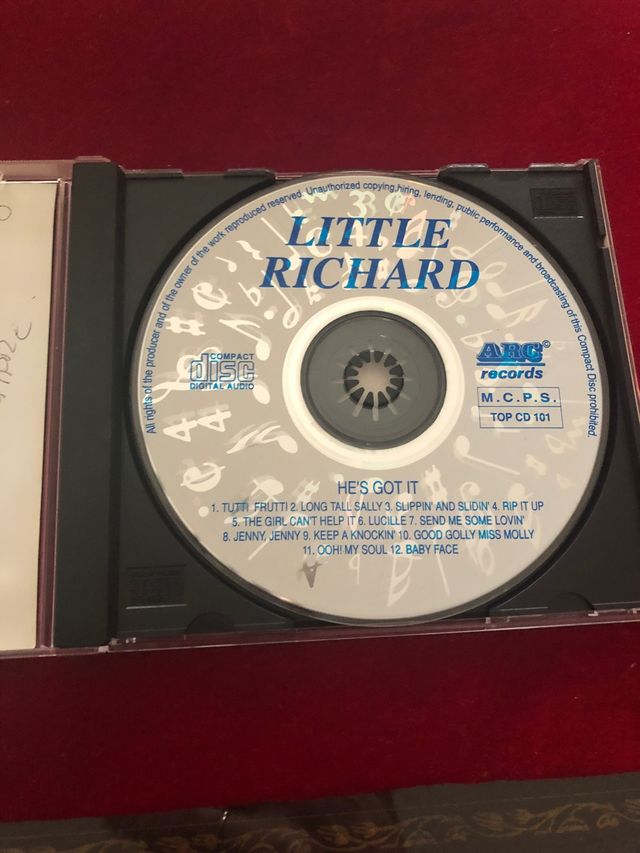 All rights of the producer and of the owner of the work reproduced reserved. Unauthorized copying,hiring, lending, public performance and broadcasting of this Compact Disc prohibited.
LITTLE
RICHARD
COMPACT
disc
DIGITAL AUDIO
ARC©
records
M.C.P.S.
TOP CD 101
HE'S GOT IT
1. TUTTI FRUTTI 2. LONG TALL SALLY 3. SLIPPIN' AND SLIDIN' 4. RIP IT UP
5. THE GIRL CAN'T HELP IT 6. LUCILLE 7. SEND ME SOME LOVIN'
8. JENNY, JENNY 9. KEEP A KNOCKIN' 10. GOOD GOLLY MISS MOLLY
11. OOH! MY SOUL 12. BABY FACE